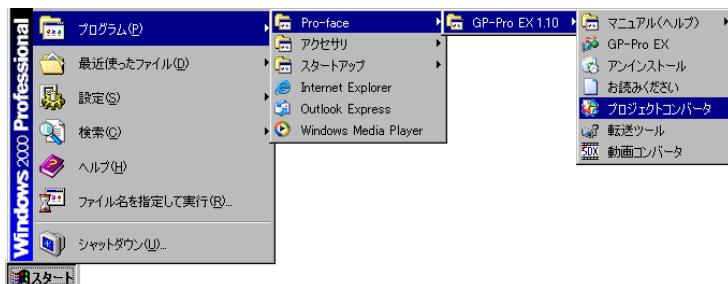 Windows 2000 Professional
プログラム(P)
最近使ったファイル(D)
設定(S)
検索(C)
ヘルプ(H)
ファイル名を指定して実行(R)...
シャットダウン(U)...
スタート
Pro-face
アクセサリ
スタートアップ
Internet Explorer
Outlook Express
Windows Media Player
GP-Pro EX 1.10
マニュアル(ヘルプ)
GP-Pro EX
アンインストール
お読みください
プロジェクトコンバータ
転送ツール
動画コンバータ